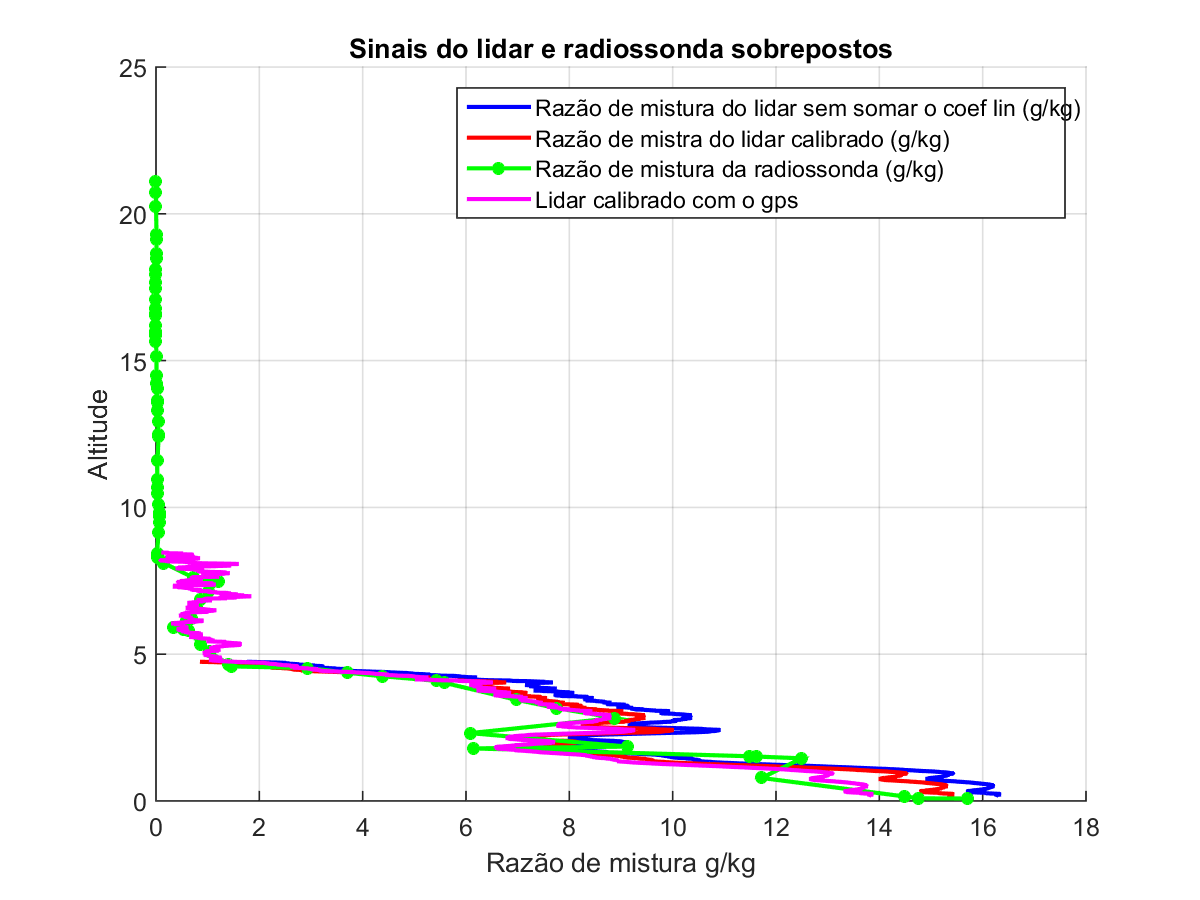 Sinais do lidar e radiossonda sobrepostos
25
Razão de mistura do lidar sem somar o coef lin (g/kg)
Razão de mistra do lidar calibrado (g/kg)
Razão de mistura da radiossonda (g/kg)
Lidar calibrado com o gps
20
15
Altitude
10
5
0
0 2 4 6 8 10 12 14 16 18
Razão de mistura g/kg